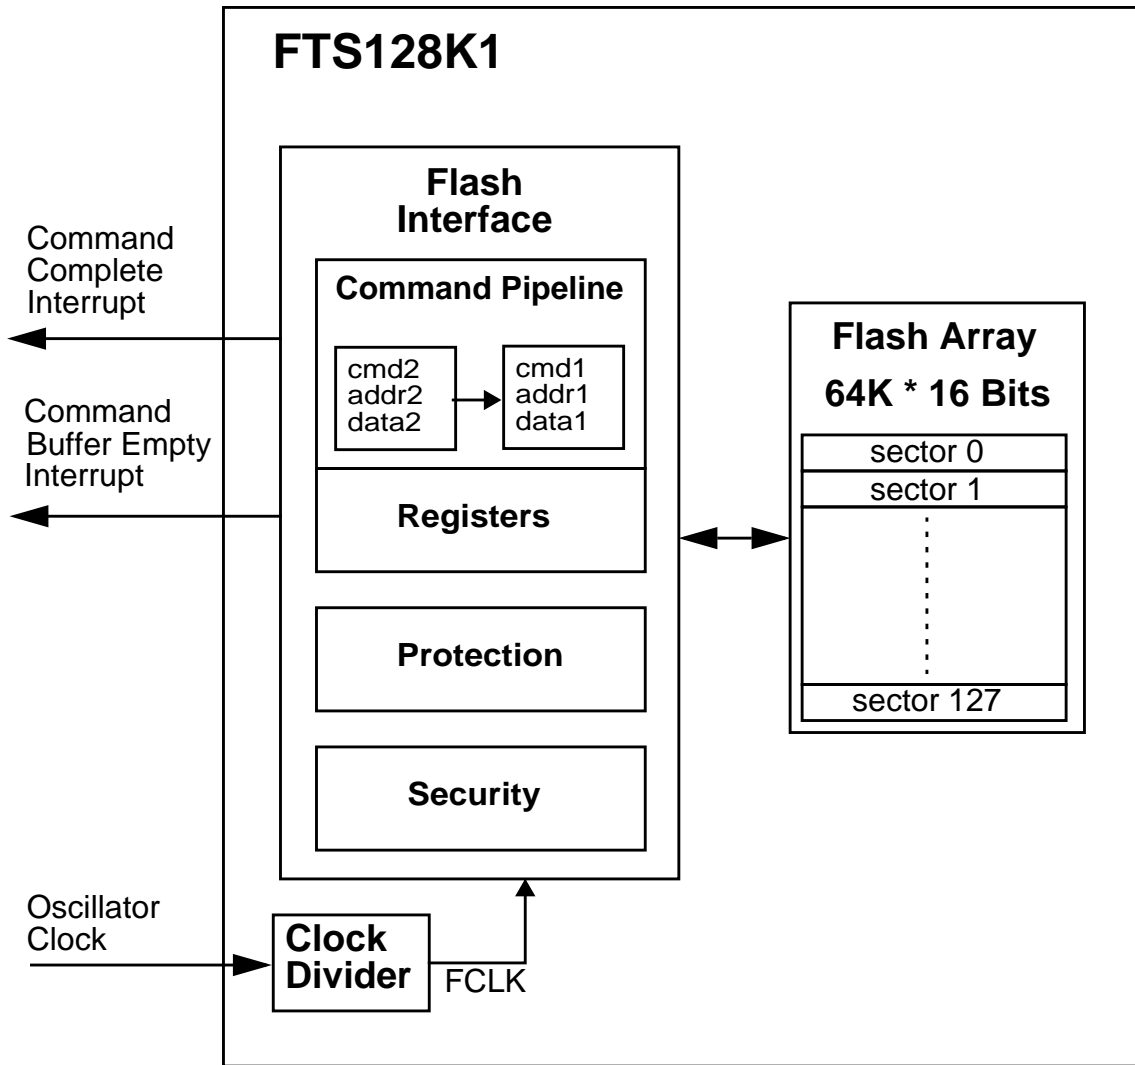 FTS128K1
Flash
Interface
Command
Complete
Interrupt
Command Pipeline
cmd2
addr2
data2
cmd1
addr1
data1
Command
Buffer Empty
Interrupt
Registers
Protection
Security
Flash Array
64K * 16 Bits
sector 0
sector 1
sector 127
Oscillator
Clock
Clock
Divider
FCLK